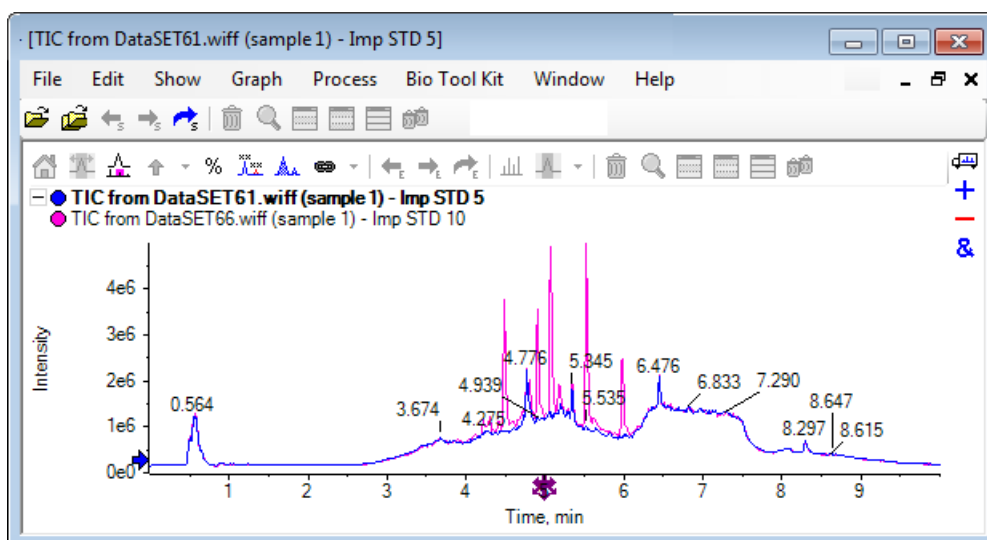 [TIC from DataSET61.wiff (sample 1) - Imp STD 5]
File Edit Show Graph Process Bio Tool Kit Window Help
S S S
% E E E
TIC from DataSET61.wiff (sample 1) - Imp STD 5
TIC from DataSET66.wiff (sample 1) - Imp STD 10
&
Intensity
4e6
3e6
2e6
1e6
0e0
0.564
3.674
4.275
4.939
4.776
5.345
5.535
6.476
6.833
7.290
8.297
8.647
8.615
1 2 3 4 6 7 8 9
Time, min